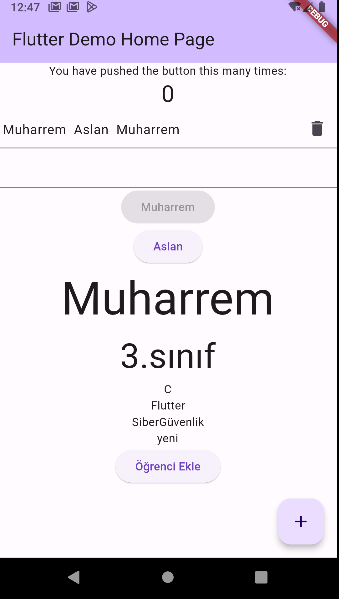 12:47
DEBUG
Flutter Demo Home Page
You have pushed the button this many times:
0
Muharrem Aslan Muharrem
Muharrem
Aslan
Muharrem
3.sınıf
C
Flutter
SiberGüvenlik
yeni
Öğrenci Ekle
+